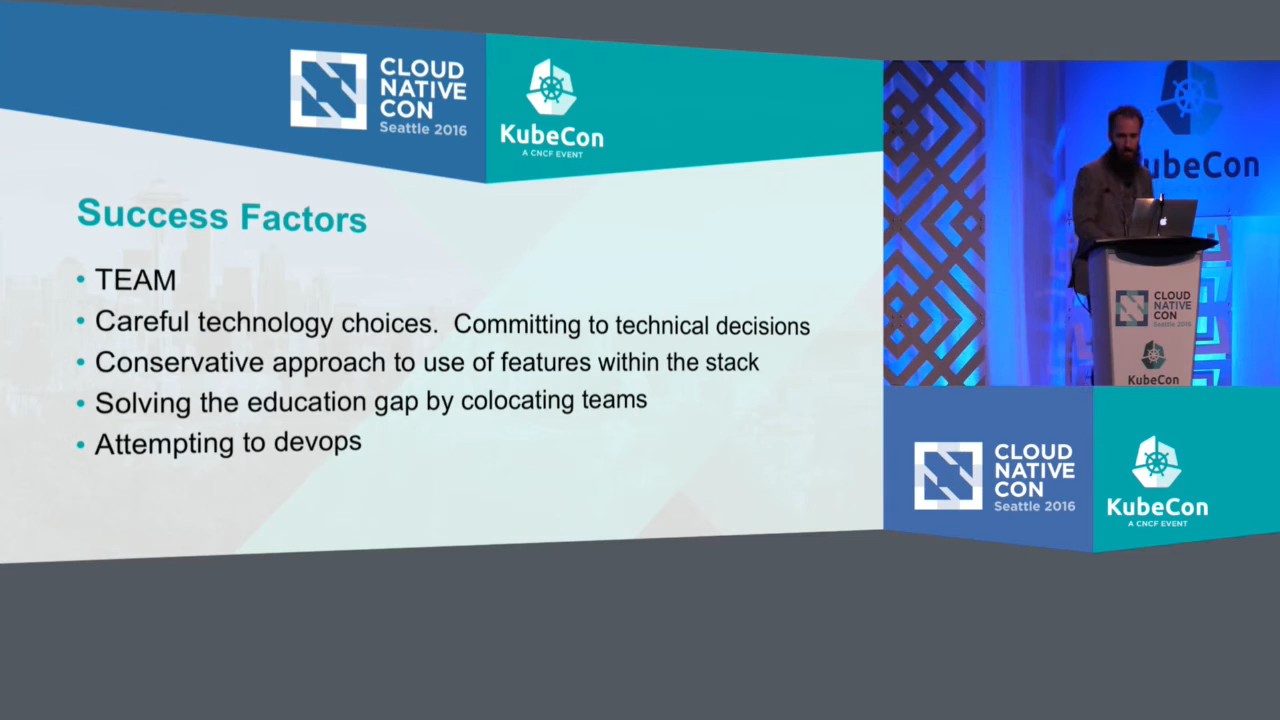 CLOUD
NATIVE
CON
Seattle 2016
KubeCon
A CNCF EVENT
Success Factors
• TEAM
• Careful technology choices.  Committing to technical decisions
• Conservative approach to use of features within the stack
• Solving the education gap by colocating teams
• Attempting to devops
ubeCon
CLOUD
NATIVE
CON
Seattle 2016
KubeCon
CLOUD
NATIVE
CON
Seattle 2016
KubeCon
A CNCF EVENT